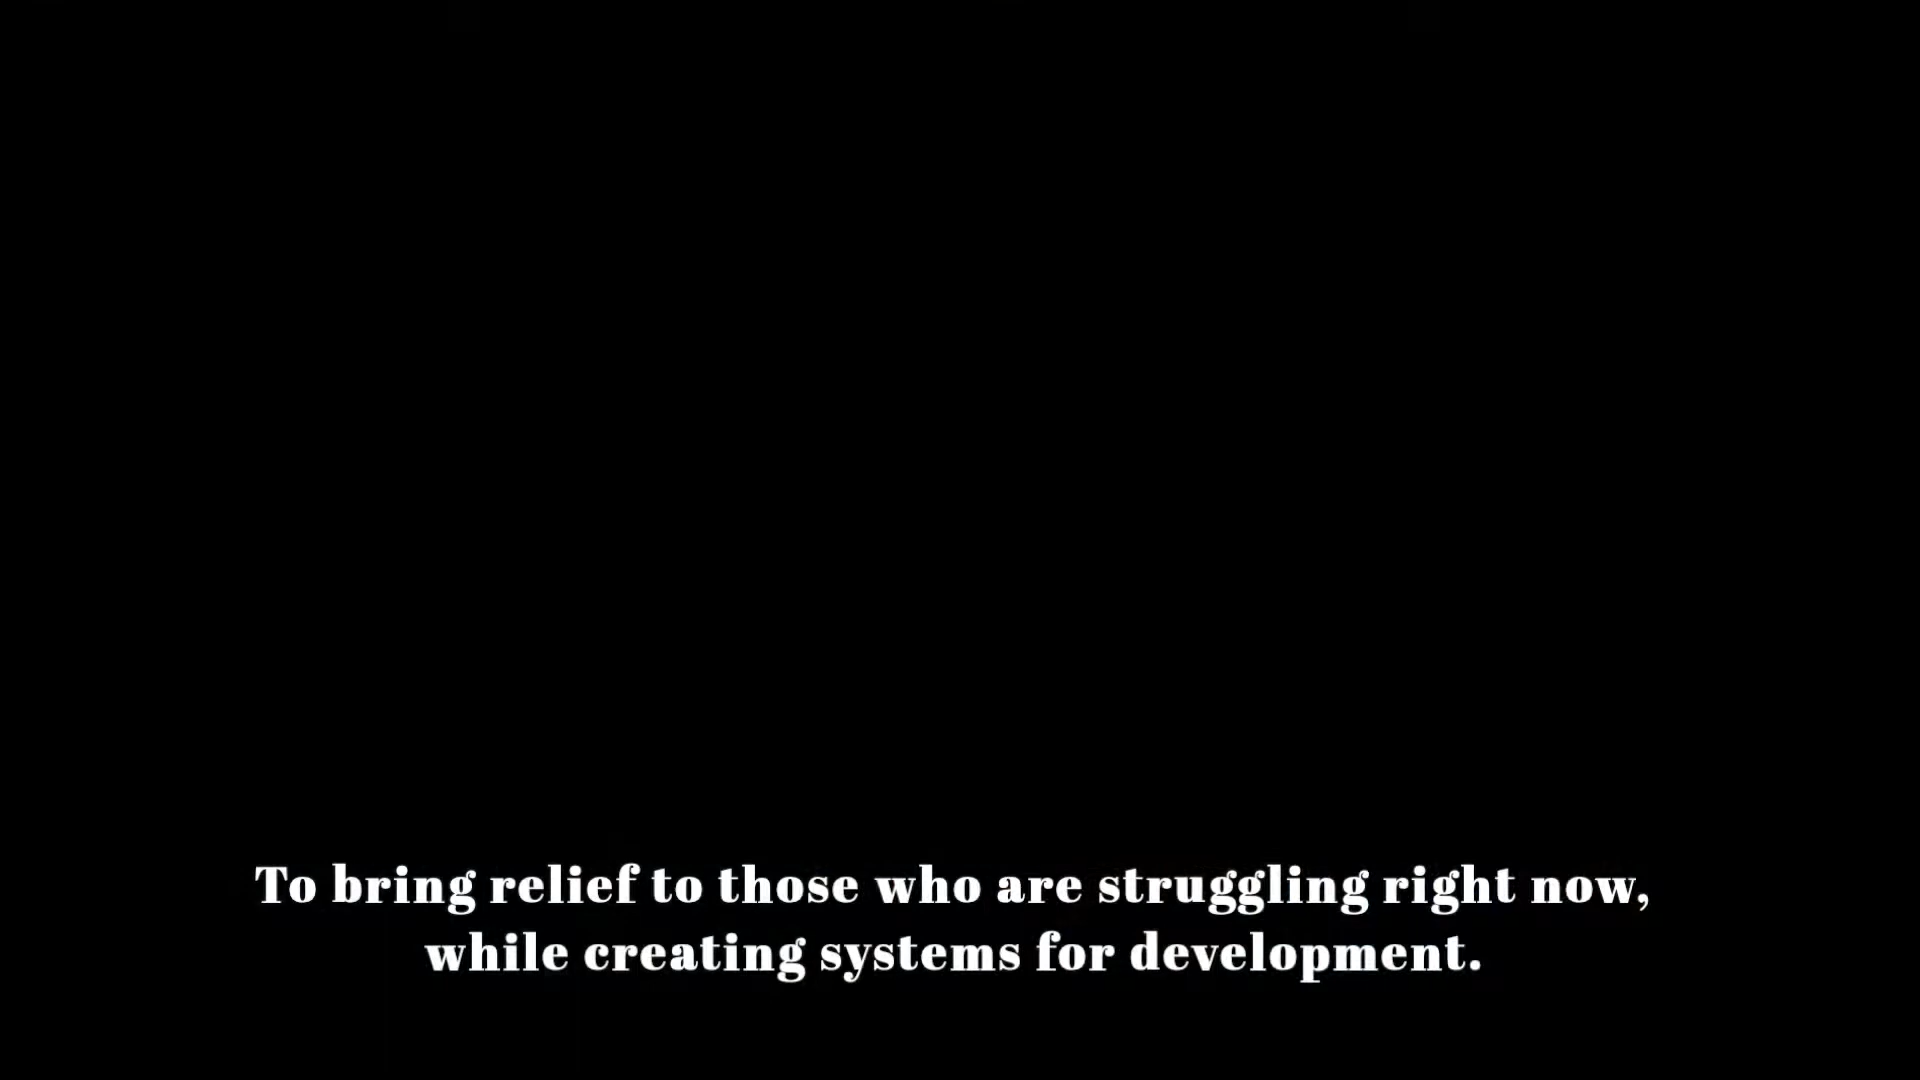 To bring relief to those who are struggling right now,
while creating systems for development.